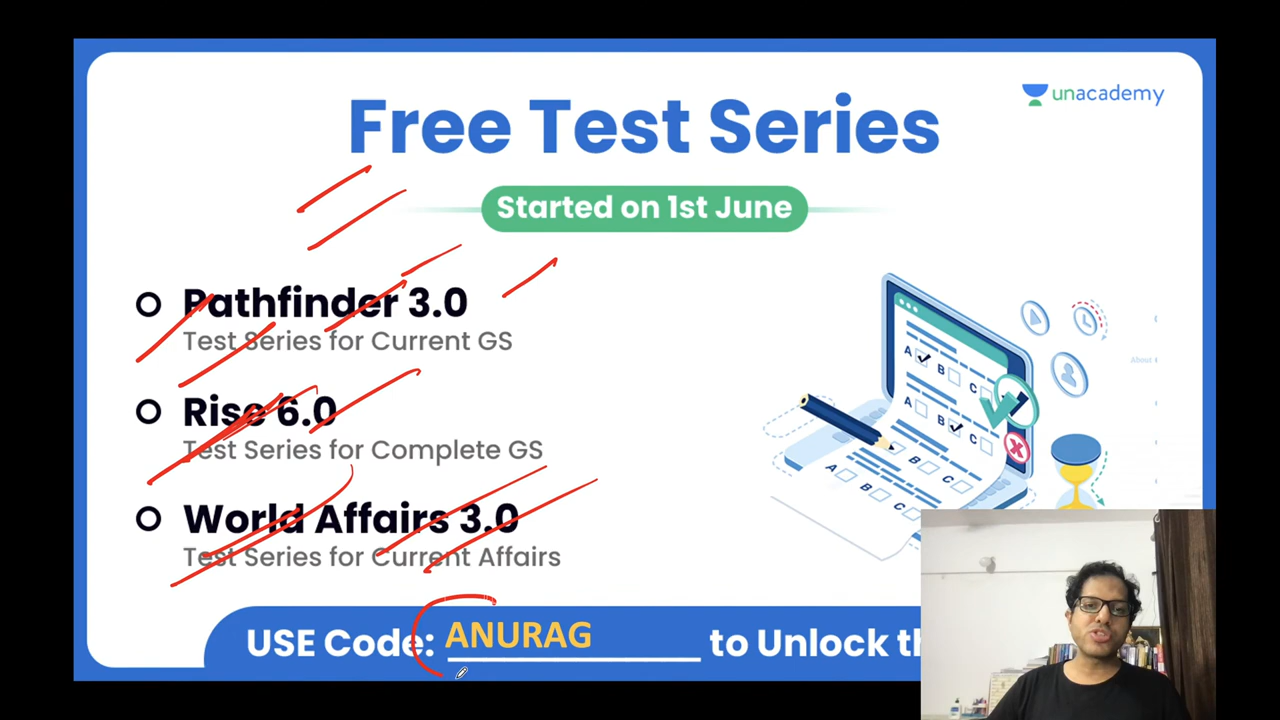 unacademy
Free Test Series
Started on 1st June
Pathfinder 3.0
Test Series for Current GS
Rise 6.0
Test Series for Complete GS
World Affairs 3.0
Test Series for Current Affairs
A B C
A B C
A B C
A B C
About
USE Code: ANURAG to Unlock